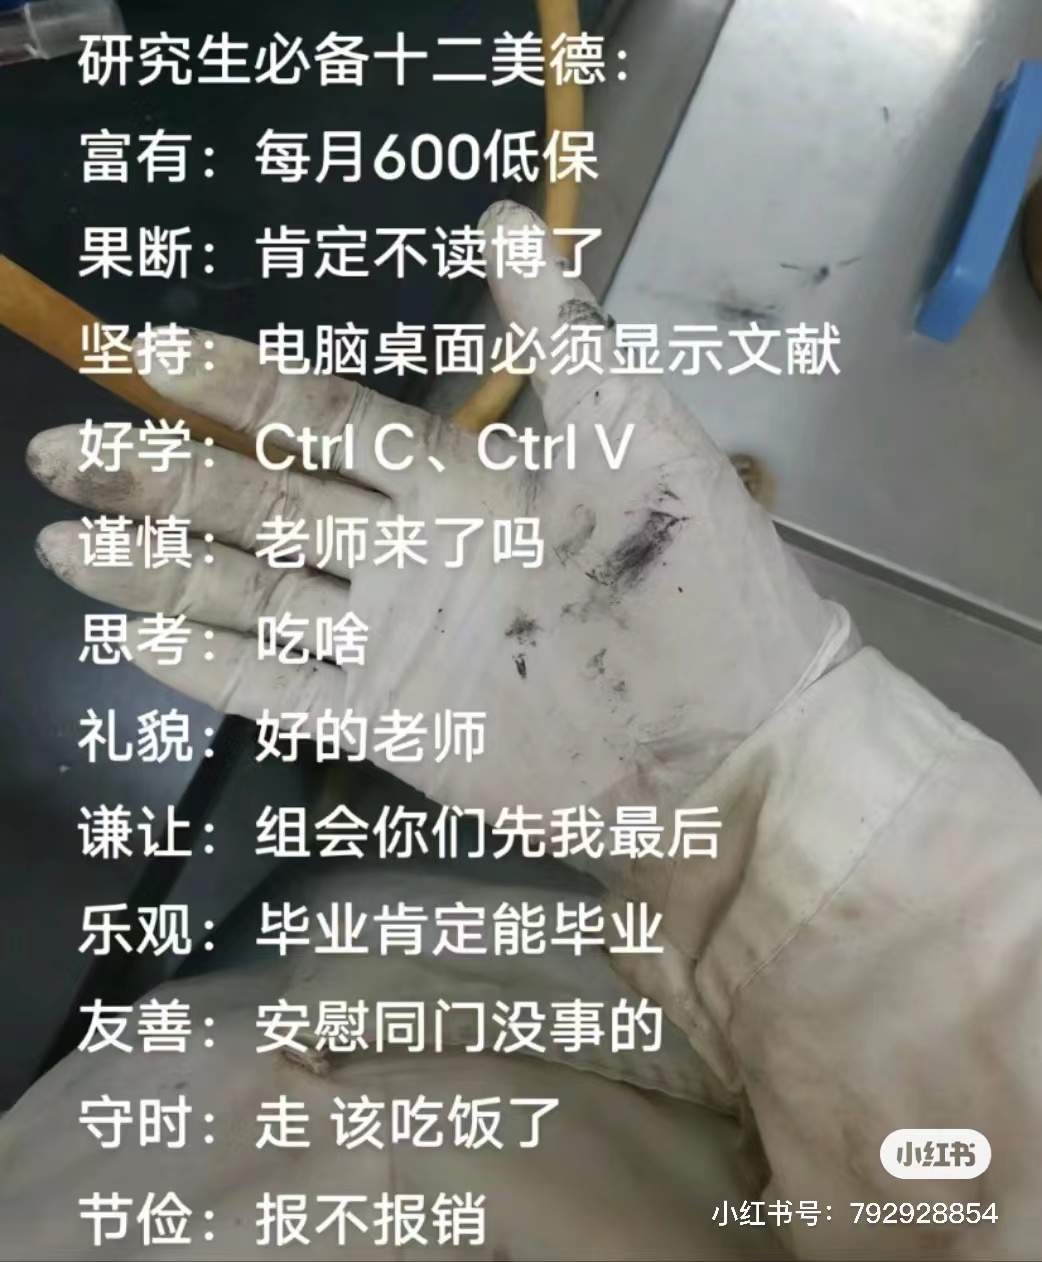 研究生必备十二美德：
富有：每月600低保
果断：肯定不读博了
坚持：电脑桌面必须显示文献
好学：Ctrl C、Ctrl V
谨慎：老师来了吗
思考：吃啥
礼貌：好的老师
谦让：组会你们先我最后
乐观：毕业肯定能毕业
友善：安慰同门没事的
守时：走 该吃饭了
节俭：报不报销
小红书
小红书号：792928854